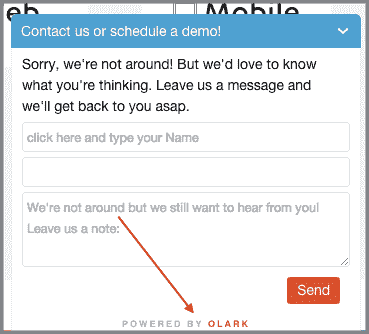 eb Mobile
Contact us or schedule a demo!
Sorry, we're not around! But we'd love to know
what you're thinking. Leave us a message and
we'll get back to you asap.
click here and type your Name
We're not around but we still want to hear from you!
Leave us a note:
Send
POWERED BY OLARK